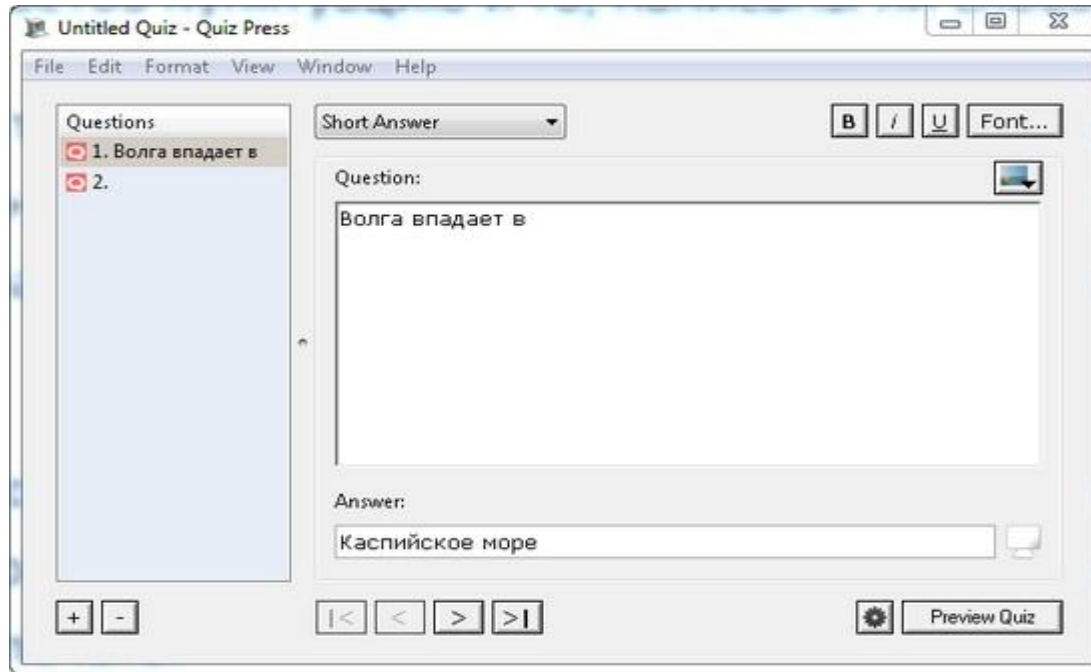 Untitled Quiz - Quiz Press
File Edit Format View Window Help
Questions
1. Волга впадает в
2.
Short Answer
B I U Font...
Question:
Волга впадает в
Answer:
Каспийское море
+ -
|< < > >|
Preview Quiz